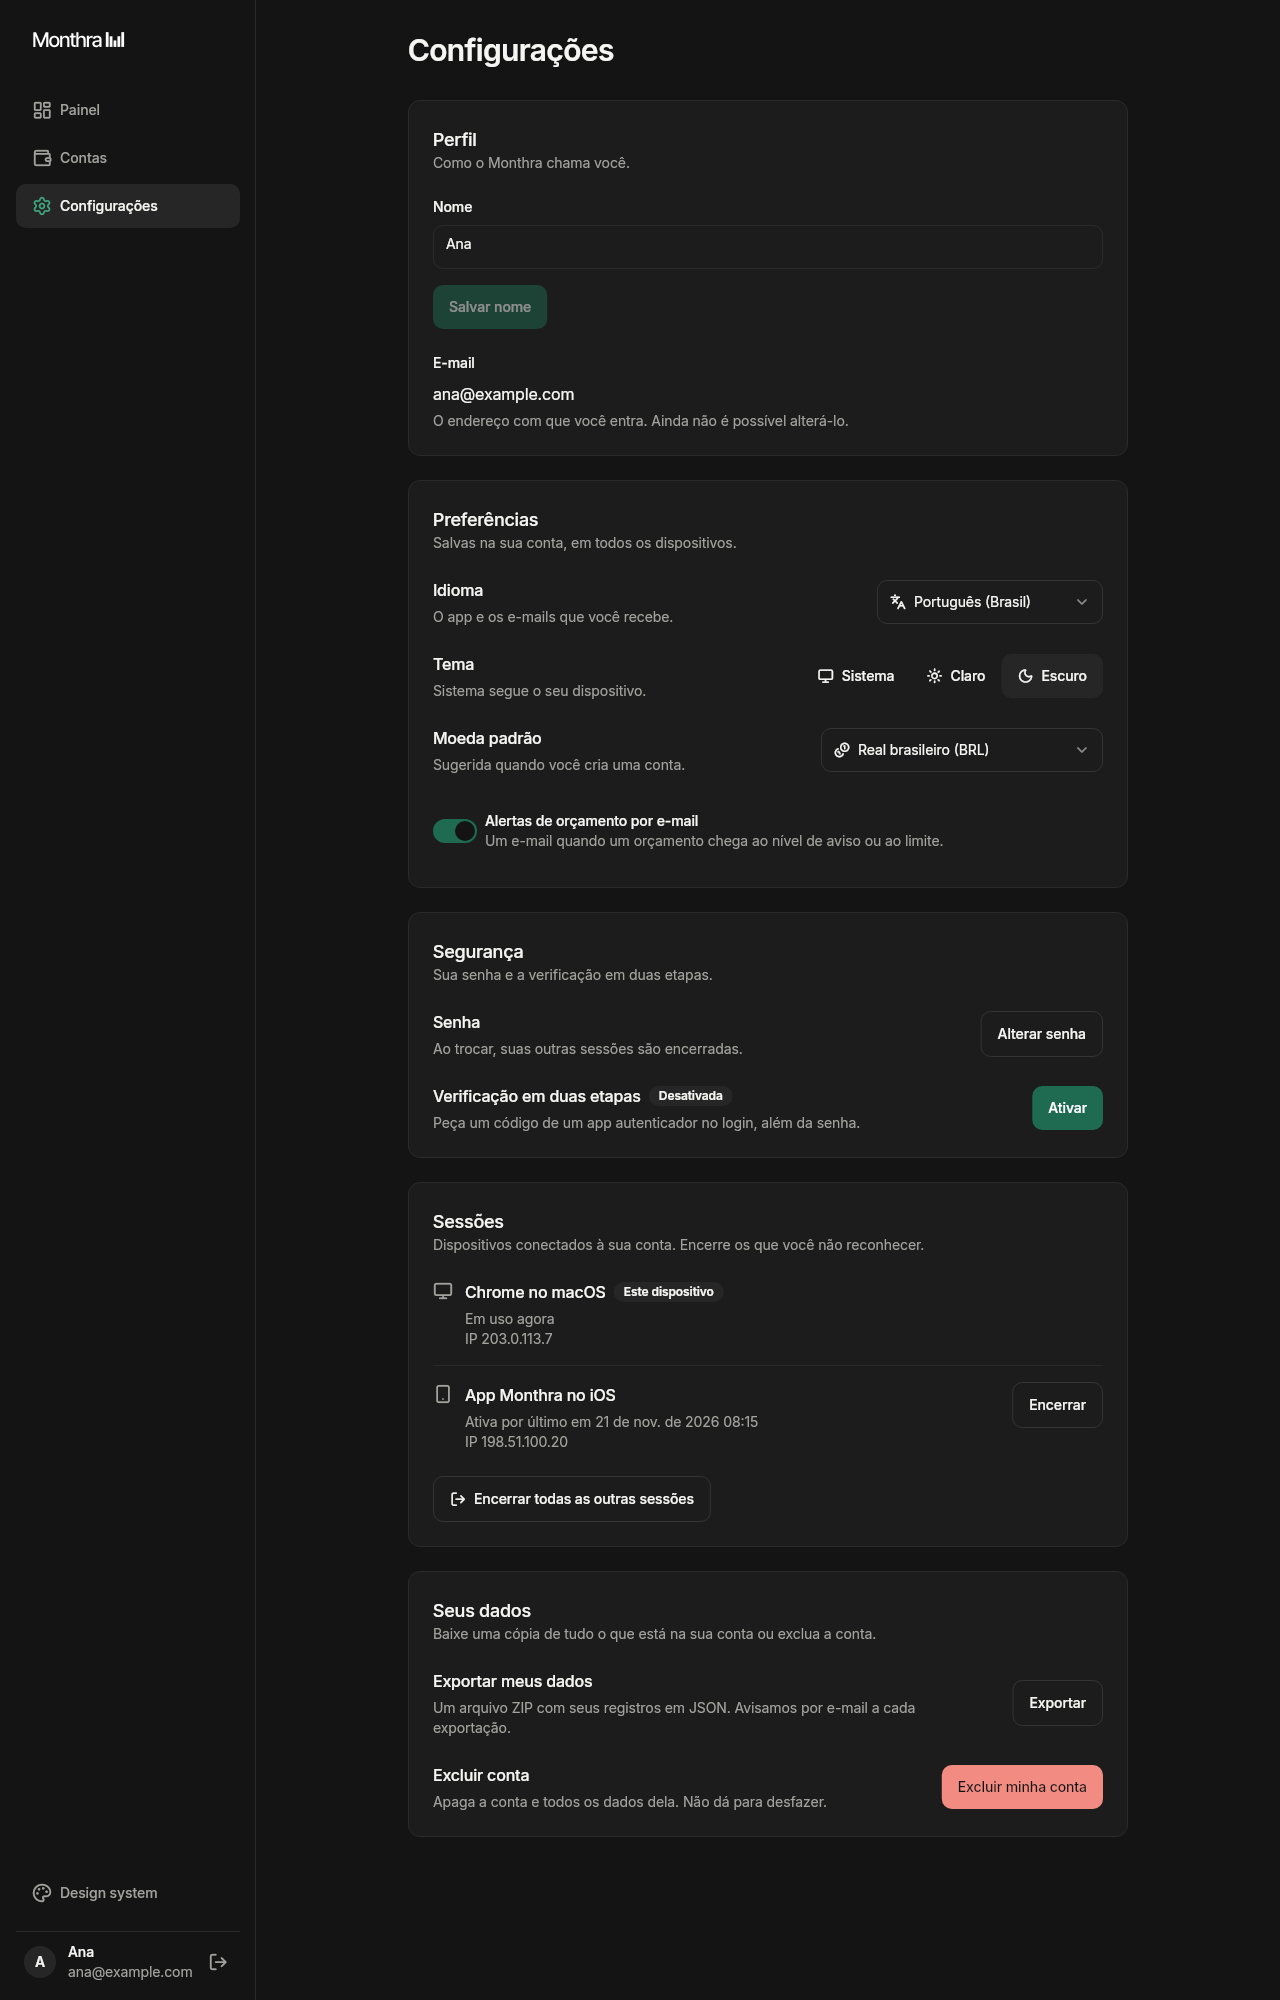 Monthra
Painel
Contas
Configurações
Configurações
Perfil
Como o Monthra chama você.
Nome
Ana
Salvar nome
E-mail
ana@example.com
O endereço com que você entra. Ainda não é possível alterá-lo.
Preferências
Salvas na sua conta, em todos os dispositivos.
Idioma
O app e os e-mails que você recebe.
Português (Brasil)
Tema
Sistema segue o seu dispositivo.
Sistema
Claro
Escuro
Moeda padrão
Sugerida quando você cria uma conta.
Real brasileiro (BRL)
Alertas de orçamento por e-mail
Um e-mail quando um orçamento chega ao nível de aviso ou ao limite.
Segurança
Sua senha e a verificação em duas etapas.
Senha
Ao trocar, suas outras sessões são encerradas.
Alterar senha
Verificação em duas etapas Desativada
Peça um código de um app autenticador no login, além da senha.
Ativar
Sessões
Dispositivos conectados à sua conta. Encerre os que você não reconhecer.
Chrome no macOS Este dispositivo
Em uso agora
IP 203.0.113.7
App Monthra no iOS
Ativa por último em 21 de nov. de 2026 08:15
IP 198.51.100.20
Encerrar
Encerrar todas as outras sessões
Seus dados
Baixe uma cópia de tudo o que está na sua conta ou exclua a conta.
Exportar meus dados
Um arquivo ZIP com seus registros em JSON. Avisamos por e-mail a cada
exportação.
Exportar
Excluir conta
Apaga a conta e todos os dados dela. Não dá para desfazer.
Excluir minha conta
Design system
A
Ana
ana@example.com